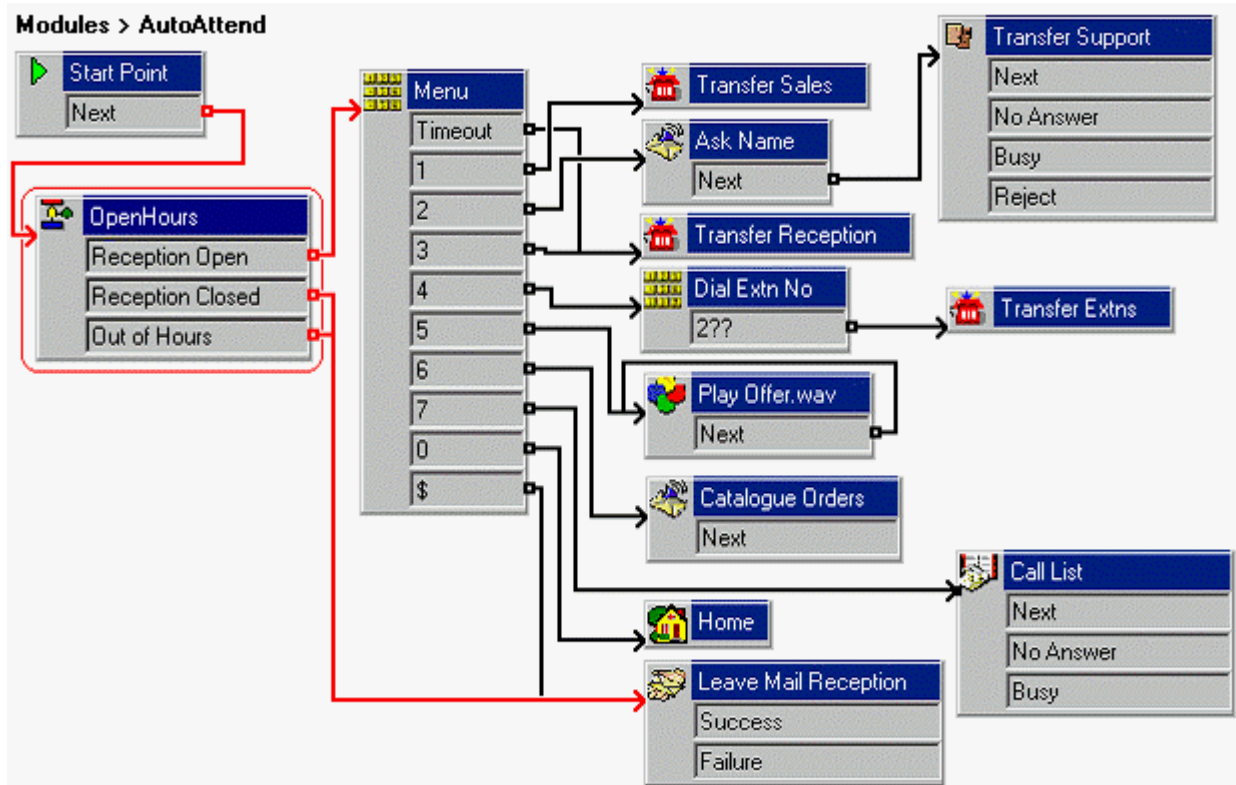 Modules > AutoAttend
Start Point
Next
OpenHours
Reception Open
Reception Closed
Out of Hours
Menu
Timeout
1
2
3
4
5
6
7
0
$
Transfer Sales
Ask Name
Next
Transfer Reception
Dial Extn No
2??
Play Offer.wav
Next
Catalogue Orders
Next
Home
Leave Mail Reception
Success
Failure
Transfer Support
Next
No Answer
Busy
Reject
Transfer Extns
Call List
Next
No Answer
Busy